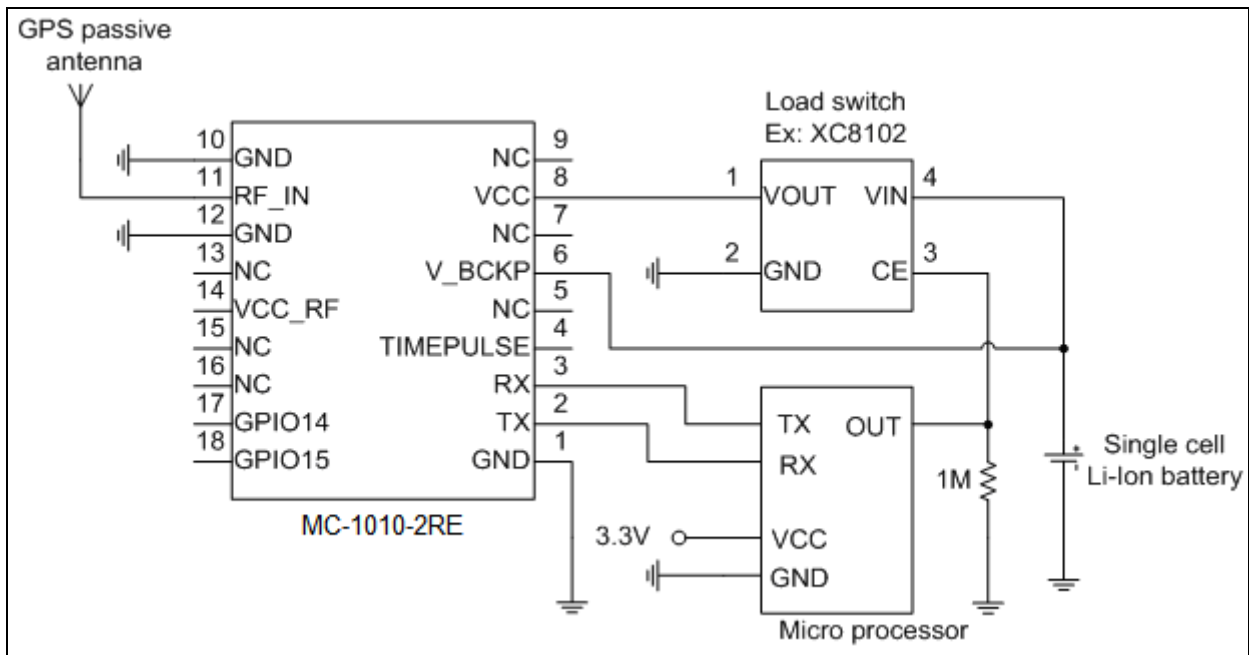 GPS passive
antenna
10
GND
11
RF_IN
12
GND
13
NC
14
VCC_RF
15
NC
16
NC
17
GPIO14
18
GPIO15
9
NC
8
VCC
7
NC
6
V_BCKP
5
NC
4
TIMEPULSE
3
RX
2
TX
1
GND
MC-1010-2RE
Load switch
Ex: XC8102
1
VOUT
VIN
4
2
GND
CE
3
TX
OUT
RX
3.3V
VCC
GND
Micro processor
1M
+
Single cell
Li-Ion battery